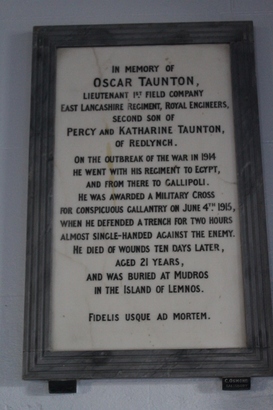 IN MEMORY OF
OSCAR TAUNTON,
LIEUTENANT 1ST FIELD COMPANY
EAST LANCASHIRE REGIMENT, ROYAL ENGINEERS,
SECOND SON OF
PERCY AND KATHARINE TAUNTON,
OF REDLYNCH.
ON THE OUTBREAK OF THE WAR IN 1914
HE WENT WITH HIS REGIMENT TO EGYPT,
AND FROM THERE TO GALLIPOLI.
HE WAS AWARDED A MILITARY CROSS
FOR CONSPICUOUS GALLANTRY ON JUNE 4TH 1915,
WHEN HE DEFENDED A TRENCH FOR TWO HOURS
ALMOST SINGLE-HANDED AGAINST THE ENEMY.
HE DIED OF WOUNDS TEN DAYS LATER,
AGED 21 YEARS,
AND WAS BURIED AT MUDROS
IN THE ISLAND OF LEMNOS.
FIDELIS USQUE AD MORTEM.